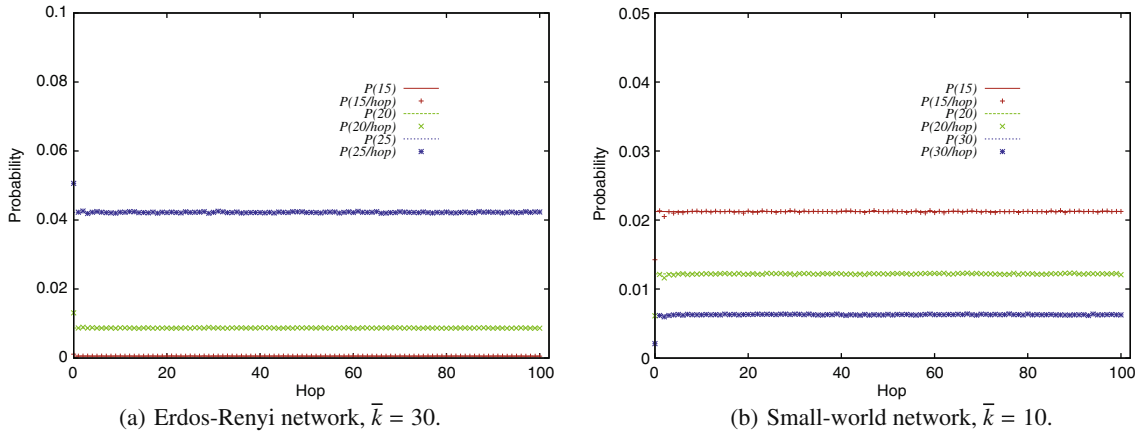 0.1
0.08
0.06
0.04
0.02
0
Probability
0 20 40 60 80 100
Hop
P(15)
P(15/hop)
P(20)
P(20/hop)
P(25)
P(25/hop)
(a) Erdos-Renyi network, k̅ = 30.
0.05
0.04
0.03
0.02
0.01
0
Probability
0 20 40 60 80 100
Hop
P(15)
P(15/hop)
P(20)
P(20/hop)
P(30)
P(30/hop)
(b) Small-world network, k̅ = 10.